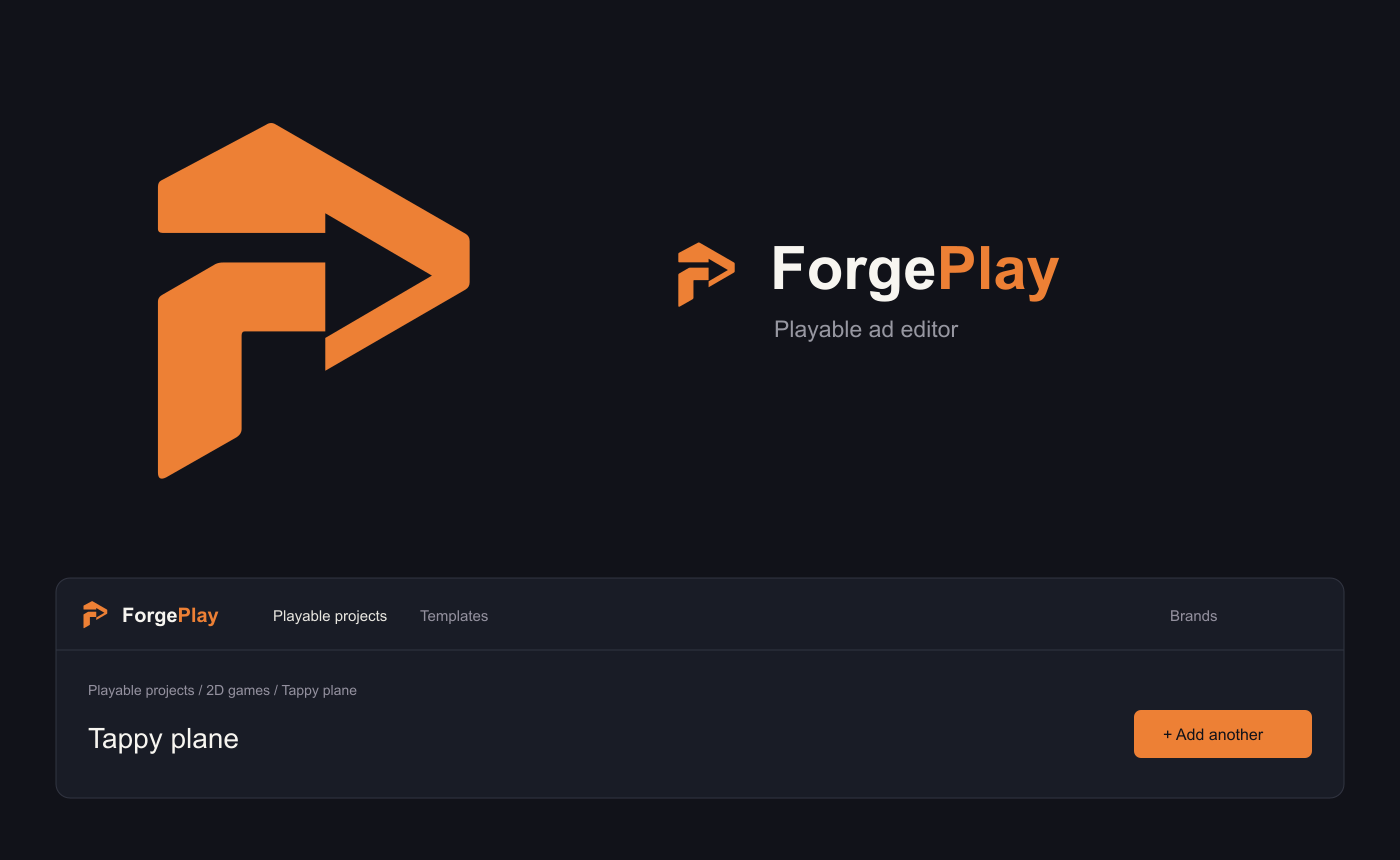 ForgePlay
Playable ad editor
ForgePlay
Playable projects
Templates
Brands
Playable projects / 2D games / Tappy plane
Tappy plane
+ Add another